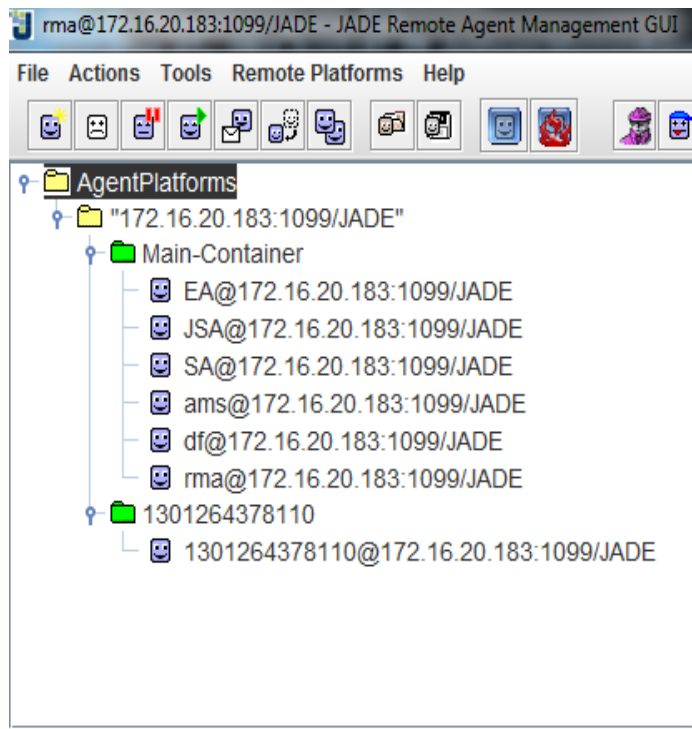 rma@172.16.20.183:1099/JADE - JADE Remote Agent Management GUI
File Actions Tools Remote Platforms Help
AgentPlatforms
"172.16.20.183:1099/JADE"
Main-Container
EA@172.16.20.183:1099/JADE
JSA@172.16.20.183:1099/JADE
SA@172.16.20.183:1099/JADE
ams@172.16.20.183:1099/JADE
df@172.16.20.183:1099/JADE
rma@172.16.20.183:1099/JADE
1301264378110
1301264378110@172.16.20.183:1099/JADE